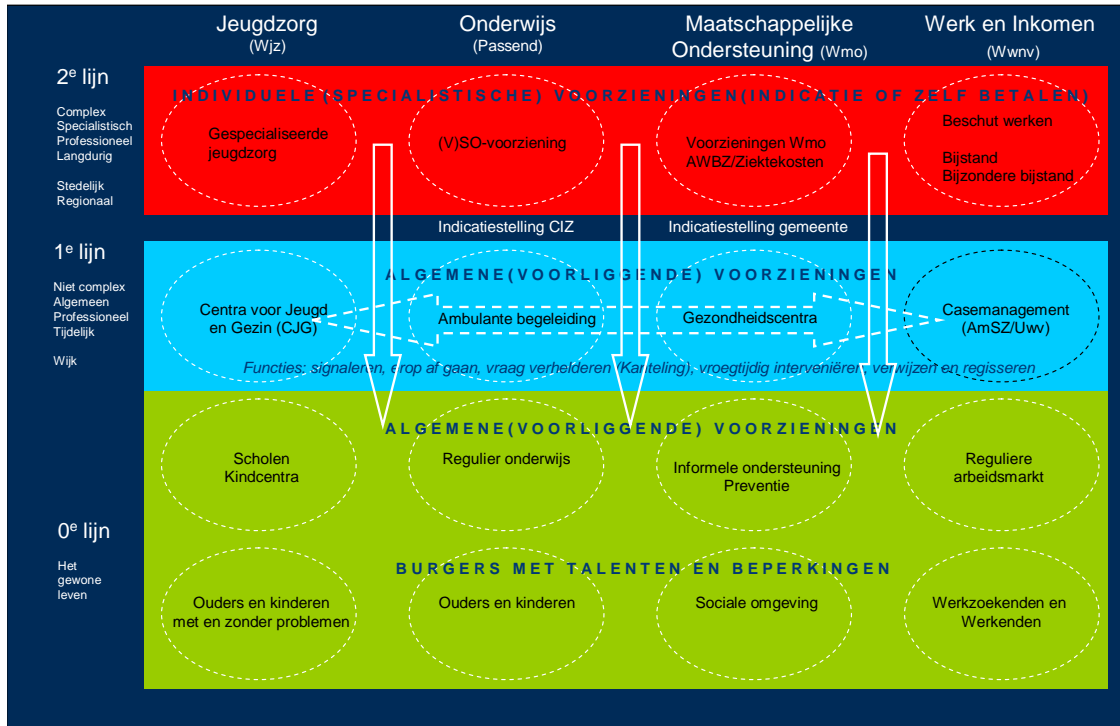 Jeugdzorg
(Wjz)
Onderwijs
(Passend)
Maatschappelijke
Ondersteuning (Wmo)
Werk en Inkomen
(Wwnv)
2e lijn
Complex
Specialistisch
Professioneel
Langdurig
Stedelijk
Regionaal
INDIVIDUELE (SPECIALISTISCHE) VOORZIENINGEN(INDICATIE OF ZELF BETALEN)
Gespecialiseerde
jeugdzorg
(V)SO-voorziening
Voorzieningen Wmo
AWBZ/Ziektekosten
Beschut werken
Bijstand
Bijzondere bijstand
Indicatiestelling CIZ
Indicatiestelling gemeente
1e lijn
Niet complex
Algemeen
Professioneel
Tijdelijk
Wijk
ALGEMENE(VOORLIGGENDE) VOORZIENINGEN
Centra voor Jeugd
en Gezin (CJG)
Ambulante begeleiding
Gezondheidscentra
Casemanagement
(AmSZ/Uwv)
Functies: signaleren, erop af gaan, vraag verhelderen (Kanteling), vroegtijdig interveniëren, verwijzen en regisseren
ALGEMENE(VOORLIGGENDE) VOORZIENINGEN
Scholen
Kindcentra
Regulier onderwijs
Informele ondersteuning
Preventie
Reguliere
arbeidsmarkt
0e lijn
Het
gewone
leven
BURGERS MET TALENTEN EN BEPERKINGEN
Ouders en kinderen
met en zonder problemen
Ouders en kinderen
Sociale omgeving
Werkzoekenden en
Werkenden